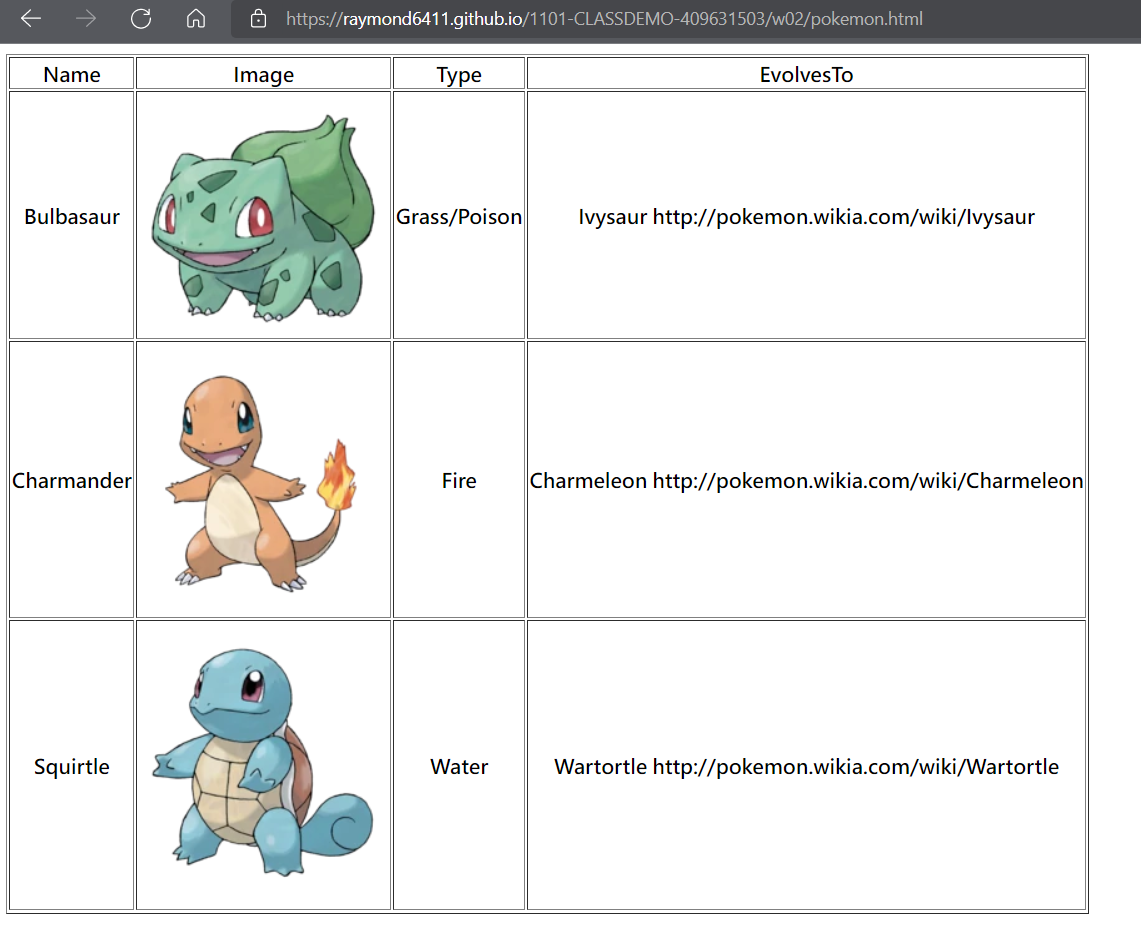 https://raymond6411.github.io/1101-CLASSDEMO-409631503/w02/pokemon.html
Name Image Type EvolvesTo
Bulbasaur Grass/Poison Ivysaur http://pokemon.wikia.com/wiki/Ivysaur
Charmander Fire Charmeleon http://pokemon.wikia.com/wiki/Charmeleon
Squirtle Water Wartortle http://pokemon.wikia.com/wiki/Wartortle